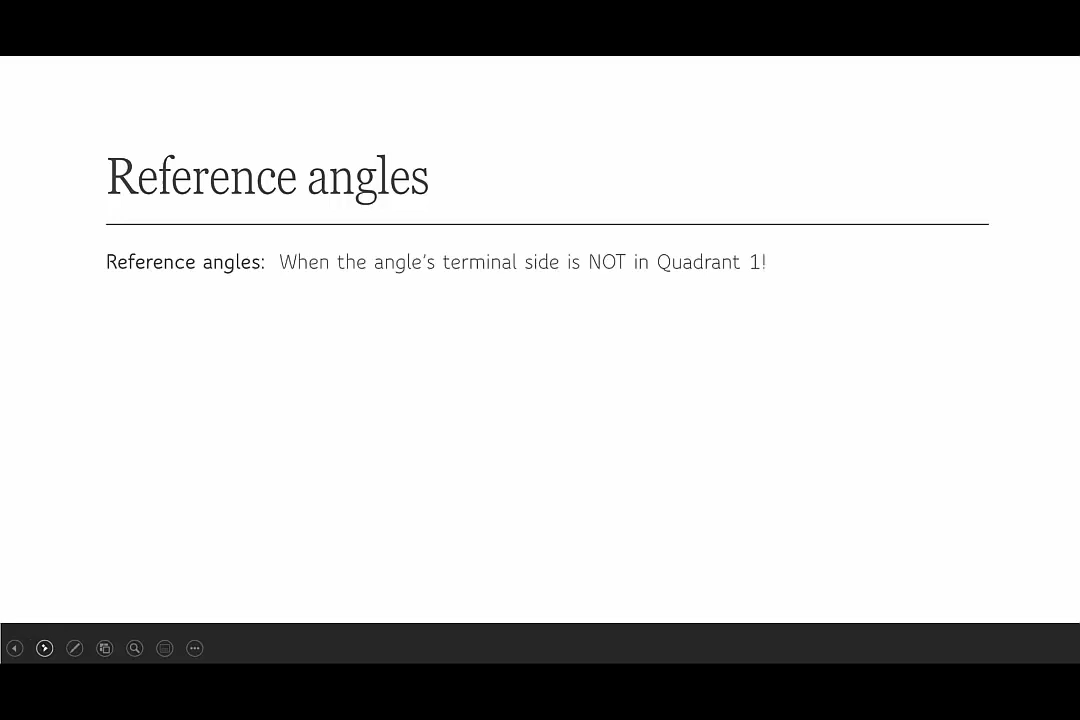 Reference angles
Reference angles: When the angle's terminal side is NOT in Quadrant 1!